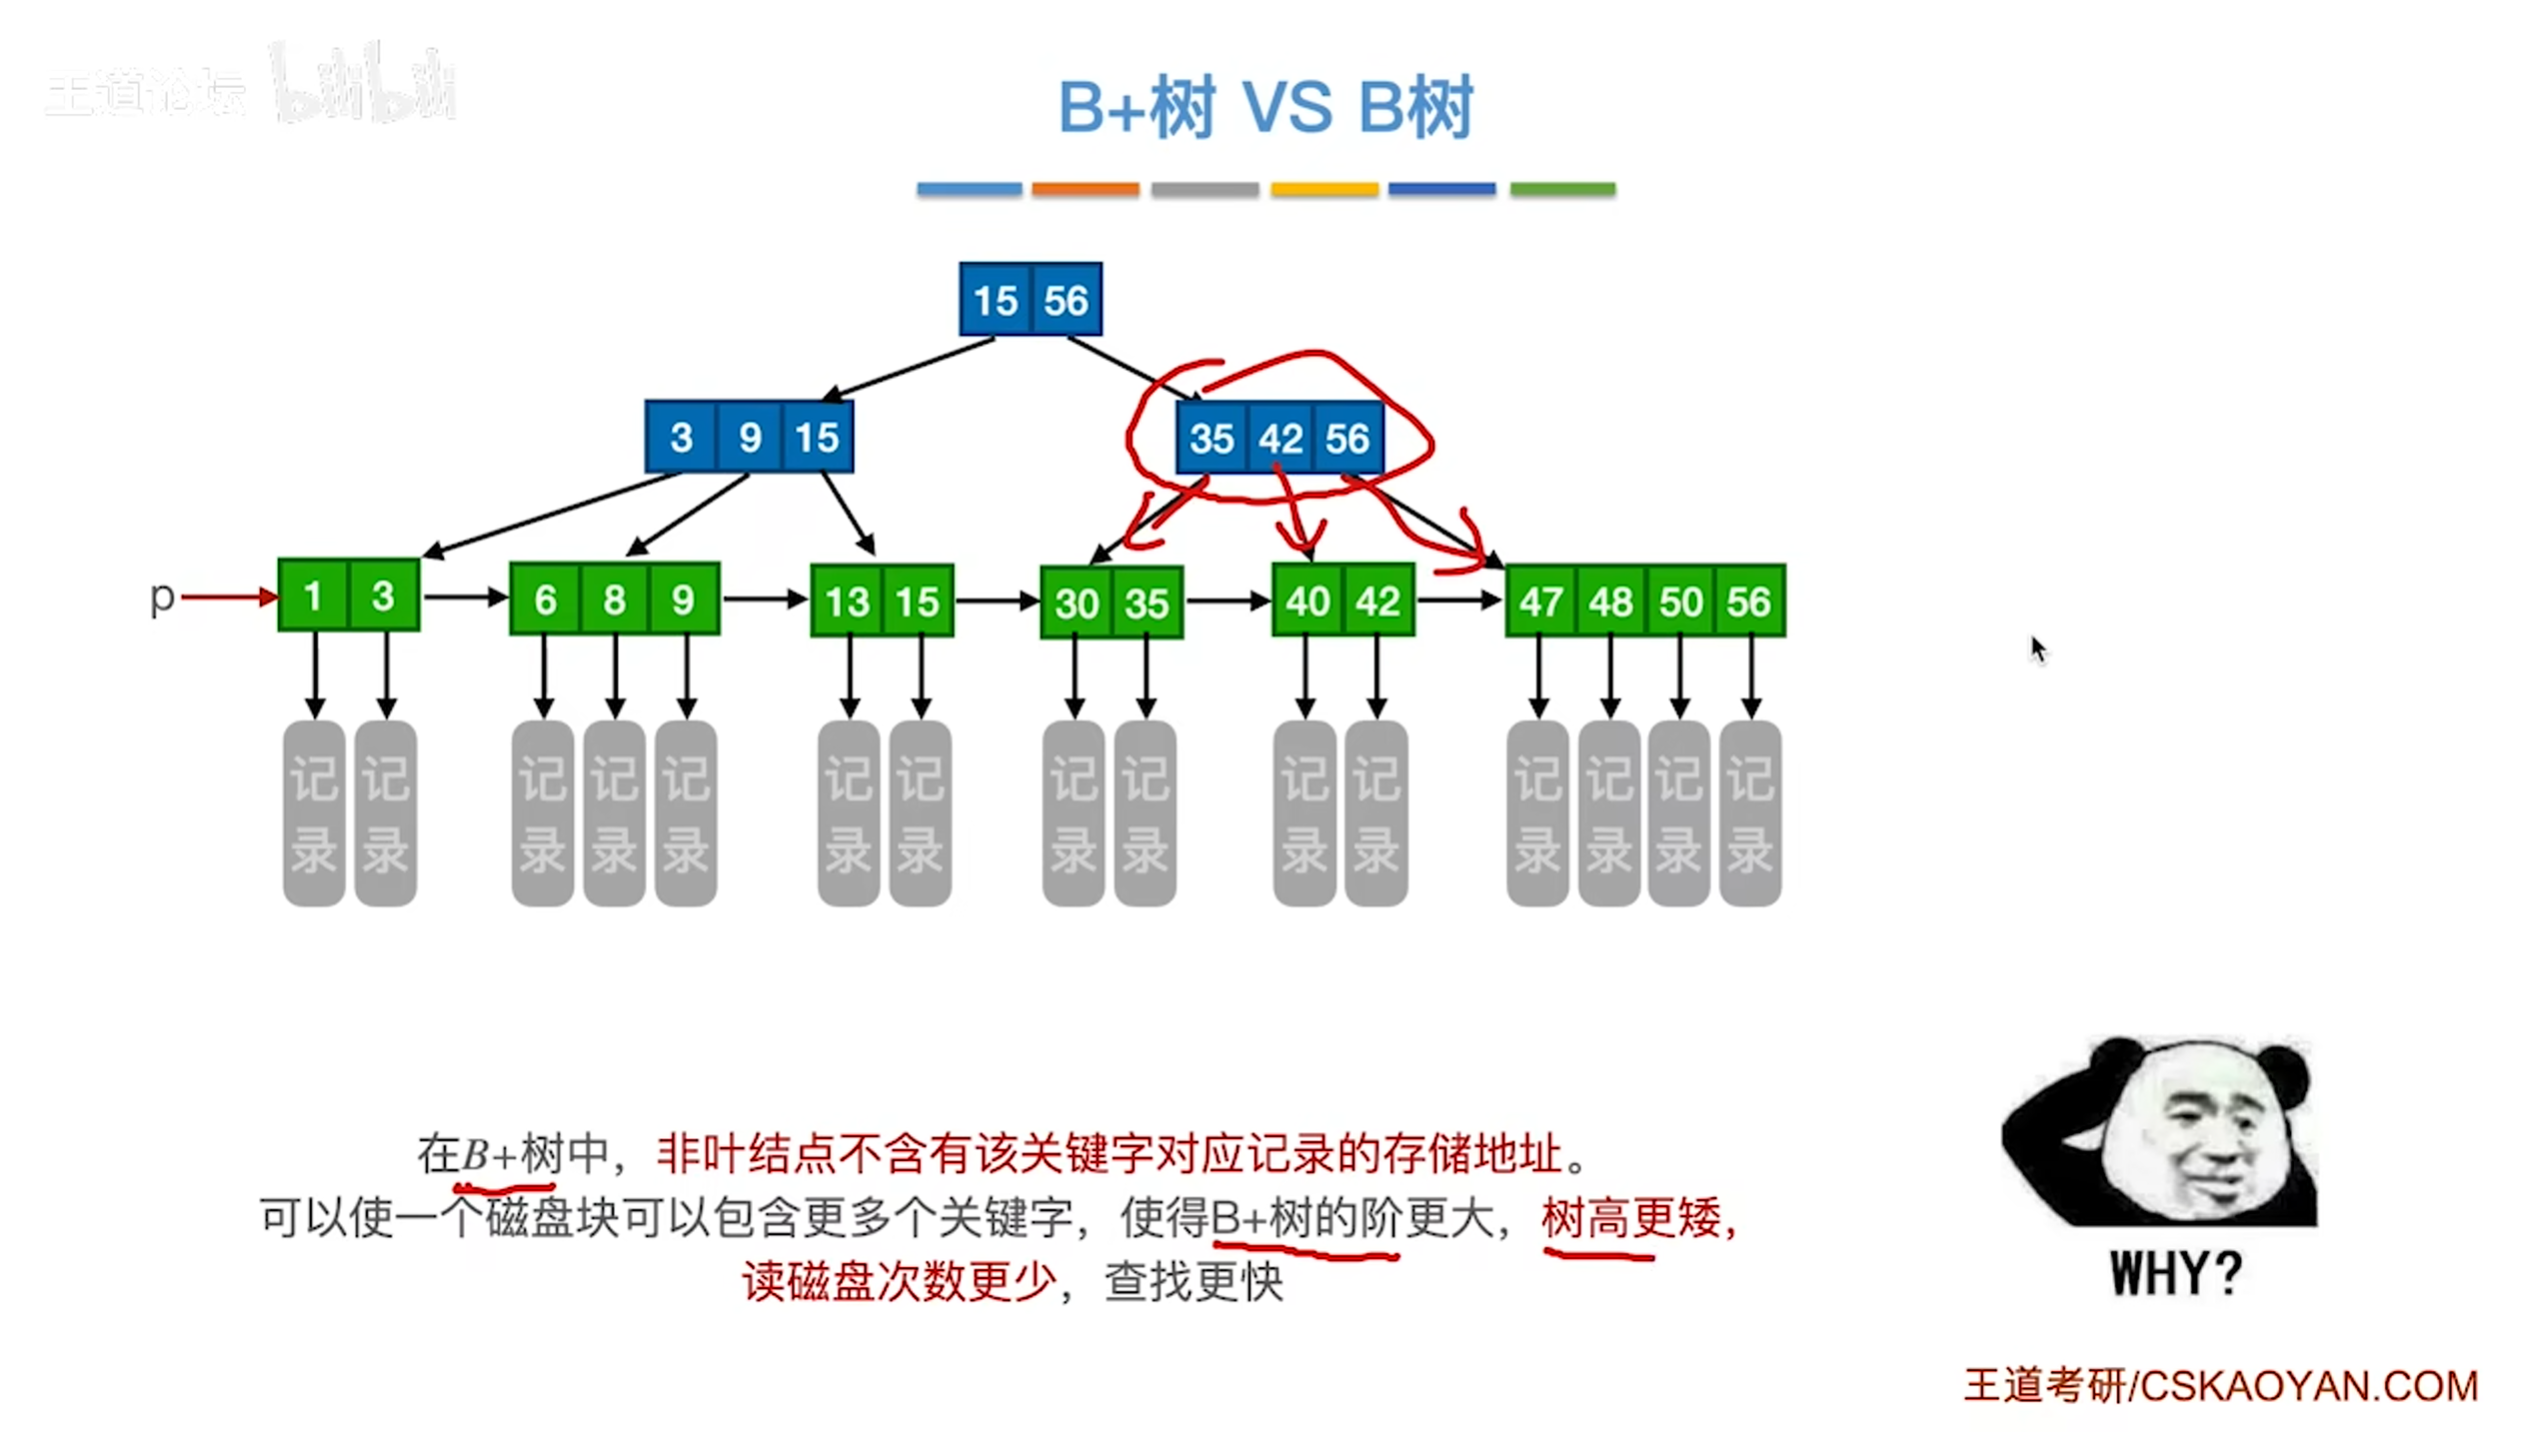 王道论坛 bilibili
B+树 VS B树
15 56
3 9 15
35 42 56
p
1 3
6 8 9
13 15
30 35
40 42
47 48 50 56
记录 记录 记录 记录 记录 记录 记录 记录 记录 记录 记录 记录 记录 记录 记录
在B+树中，非叶结点不含有该关键字对应记录的存储地址。
可以使一个磁盘块可以包含更多个关键字，使得B+树的阶更大，树高更矮，
读磁盘次数更少，查找更快
WHY?
王道考研/CSKAOYAN.COM